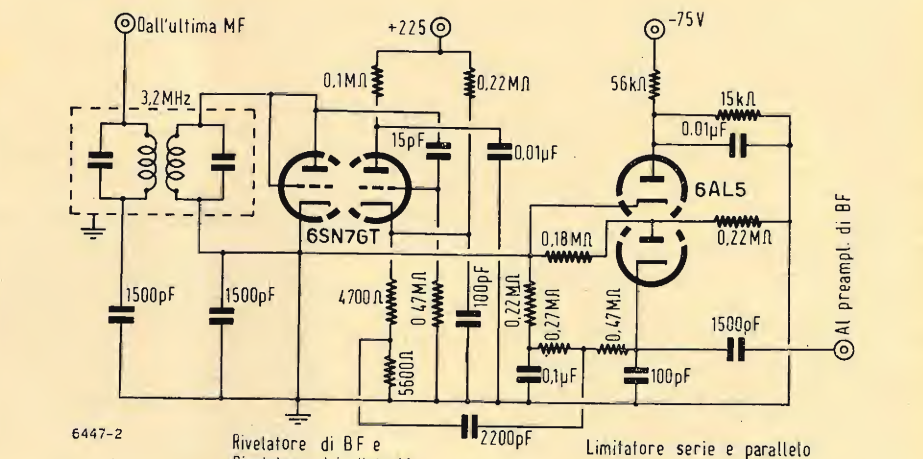 Dall'ultima MF
+225
-75V
3,2MHz
0,1MΩ
0,22MΩ
56kΩ
15kΩ
0.01µF
15pF
0,01µF
6AL5
6SN7GT
0,18MΩ
0,22MΩ
Al preampl. di BF
1500pF
1500pF
4700Ω
0 47MΩ
100pF
0,22MΩ
0,27MΩ
0,47MΩ
1500pF
5600Ω
0,1µF
100pF
2200pF
6447-2
Rivelatore di BF e
Limitatore serie e parallelo